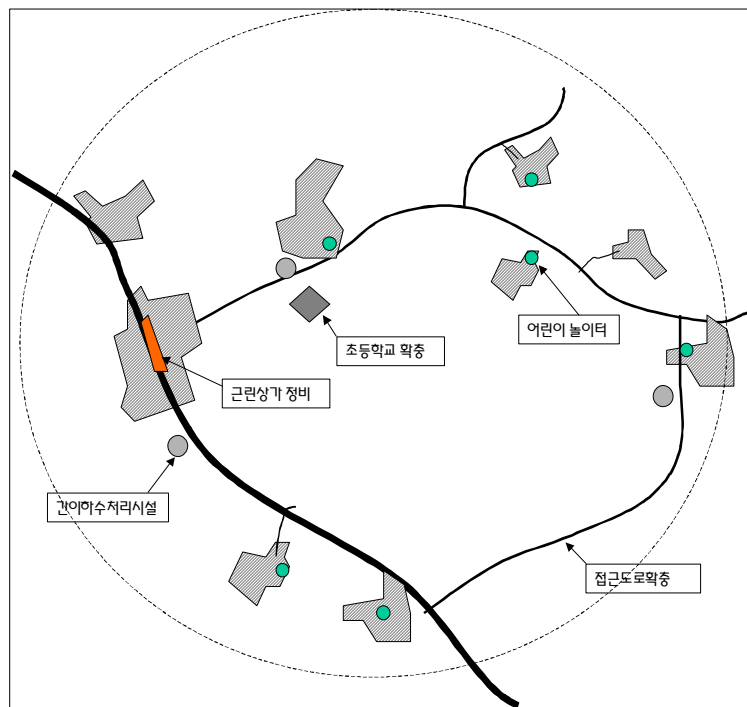 어린이 놀이터
초등학교 확충
근린상가 정비
간이하수처리시설
접근도로확충